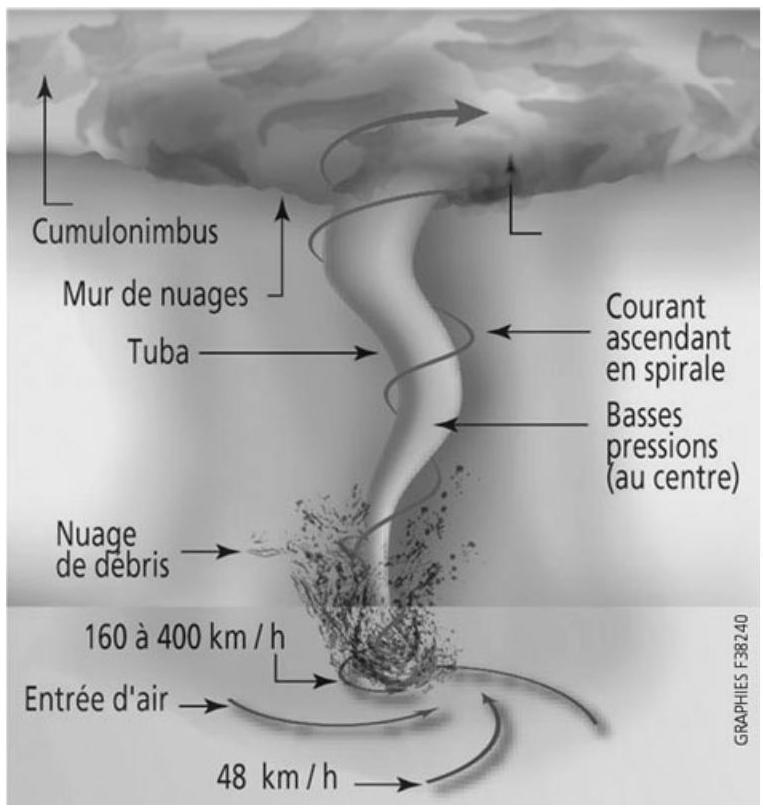 Cumulonimbus
Mur de nuages
Tuba
Courant
ascendant
en spirale
Basses
pressions
(au centre)
Nuage
de débris
160 à 400 km / h
Entrée d'air
48 km / h
GRAPHIES F38240